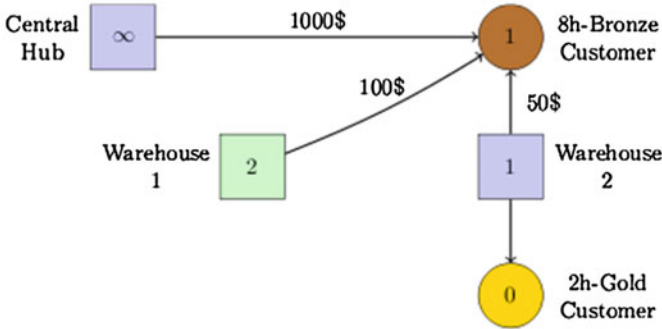 Central
Hub
∞
1000$
1
8h-Bronze
Customer
100$
50$
Warehouse
1
2
1
Warehouse
2
0
2h-Gold
Customer